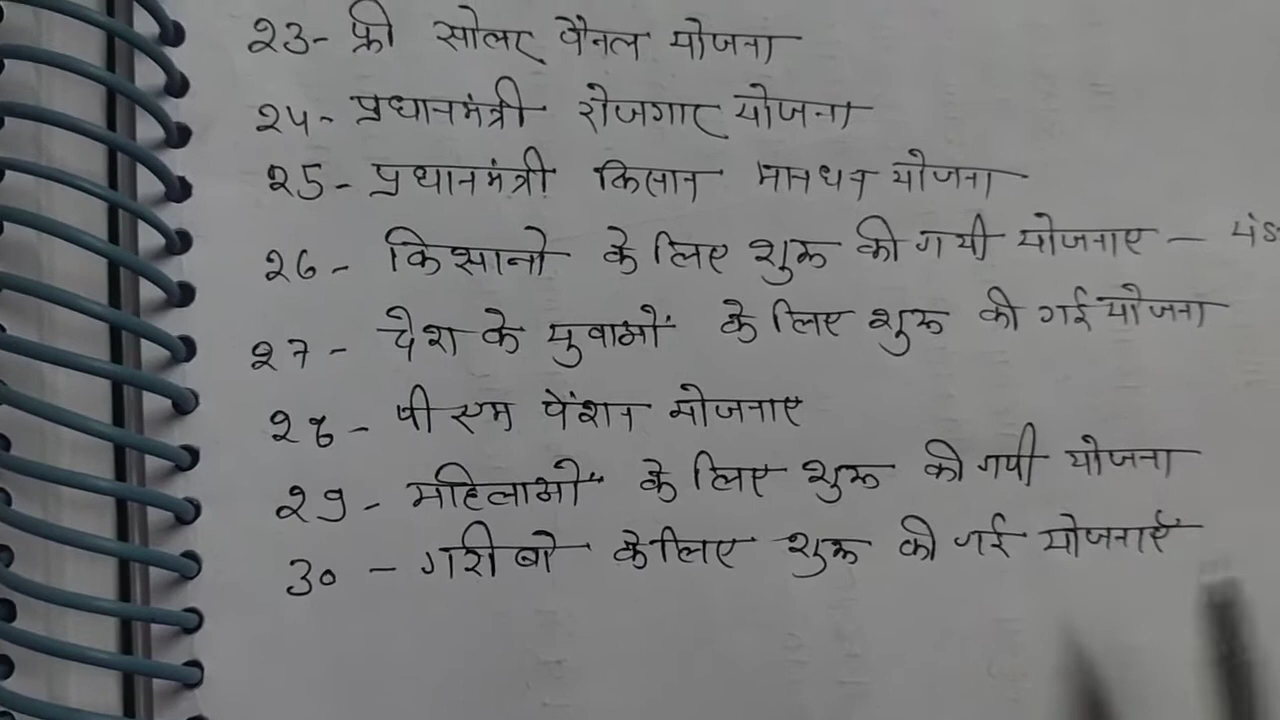 23- फ्री सोलर पैनल योजना
24- प्रधानमंत्री रोजगार योजना
25- प्रधानमंत्री किसान मानधन योजना
26- किसानो के लिए शुरू की गयी योजनाए -
27- देश के युवाओं के लिए शुरू की गई योजना
28- पी एम पेंशन योजनाए
29- महिलाओं के लिए शुरू की गयी योजना
30- गरीबो के लिए शुरू की गई योजनाएँ